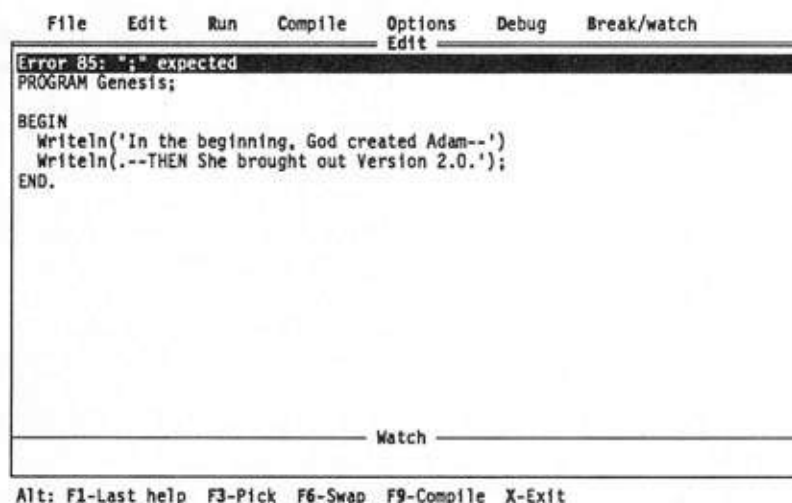 File Edit Run Compile Options Debug Break/watch
Edit
Error 85: ";" expected
PROGRAM Genesis;
BEGIN
Writeln('In the beginning, God created Adam--')
Writeln(.--THEN She brought out Version 2.0.');
END.
Watch
Alt: F1-Last help F3-Pick F6-Swap F9-Compile X-Exit